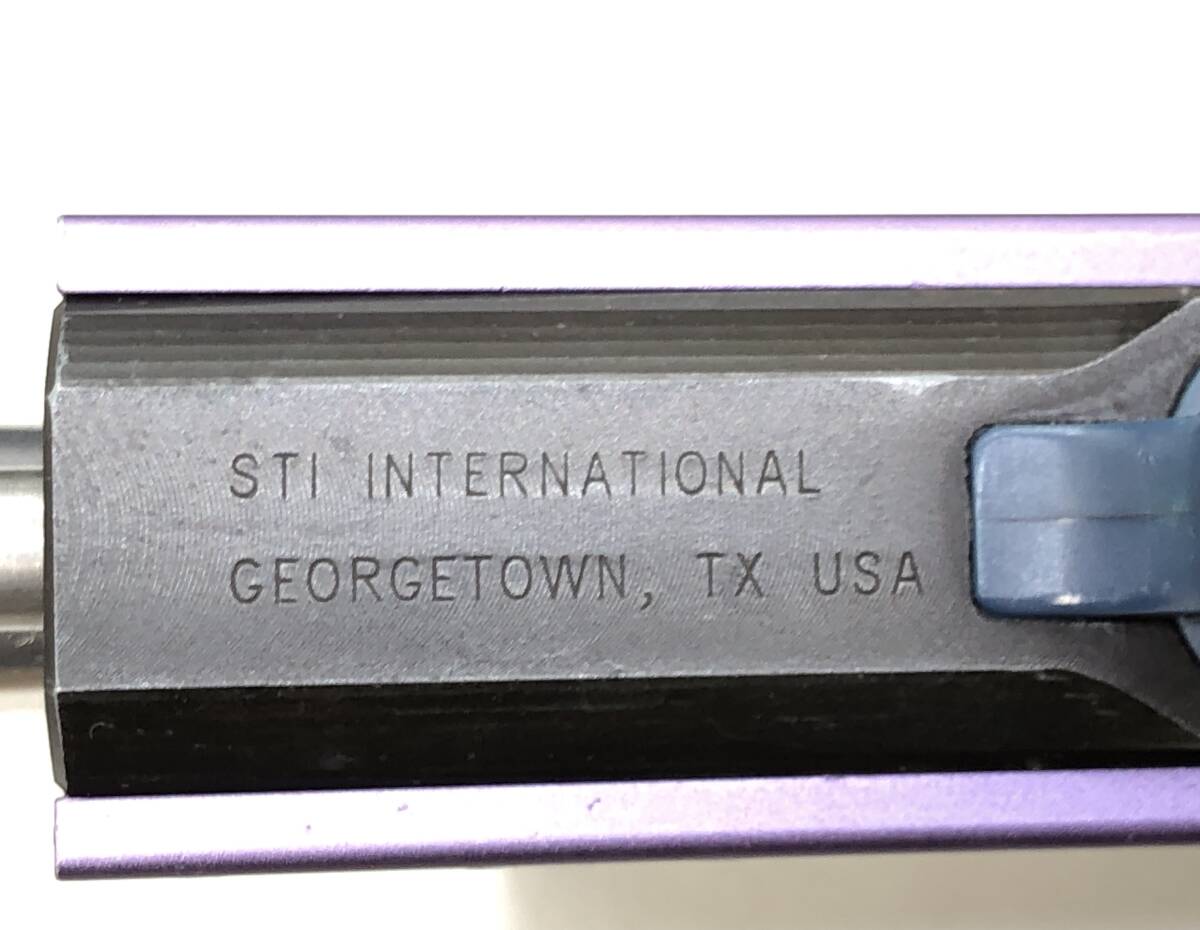 STI INTERNATIONAL
GEORGETOWN, TX USA